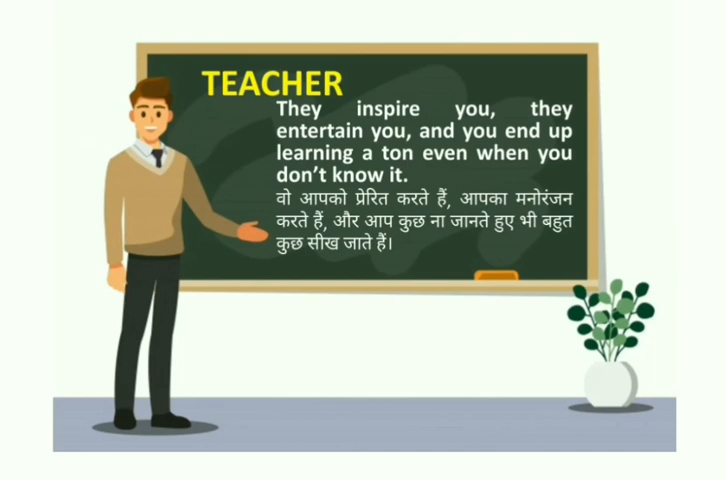 TEACHER
They inspire you, they
entertain you, and you end up
learning a ton even when you
don't know it.
वो आपको प्रेरित करते हैं, आपका मनोरंजन
करते हैं, और आप कुछ ना जानते हुए भी बहुत
कुछ सीख जाते हैं।